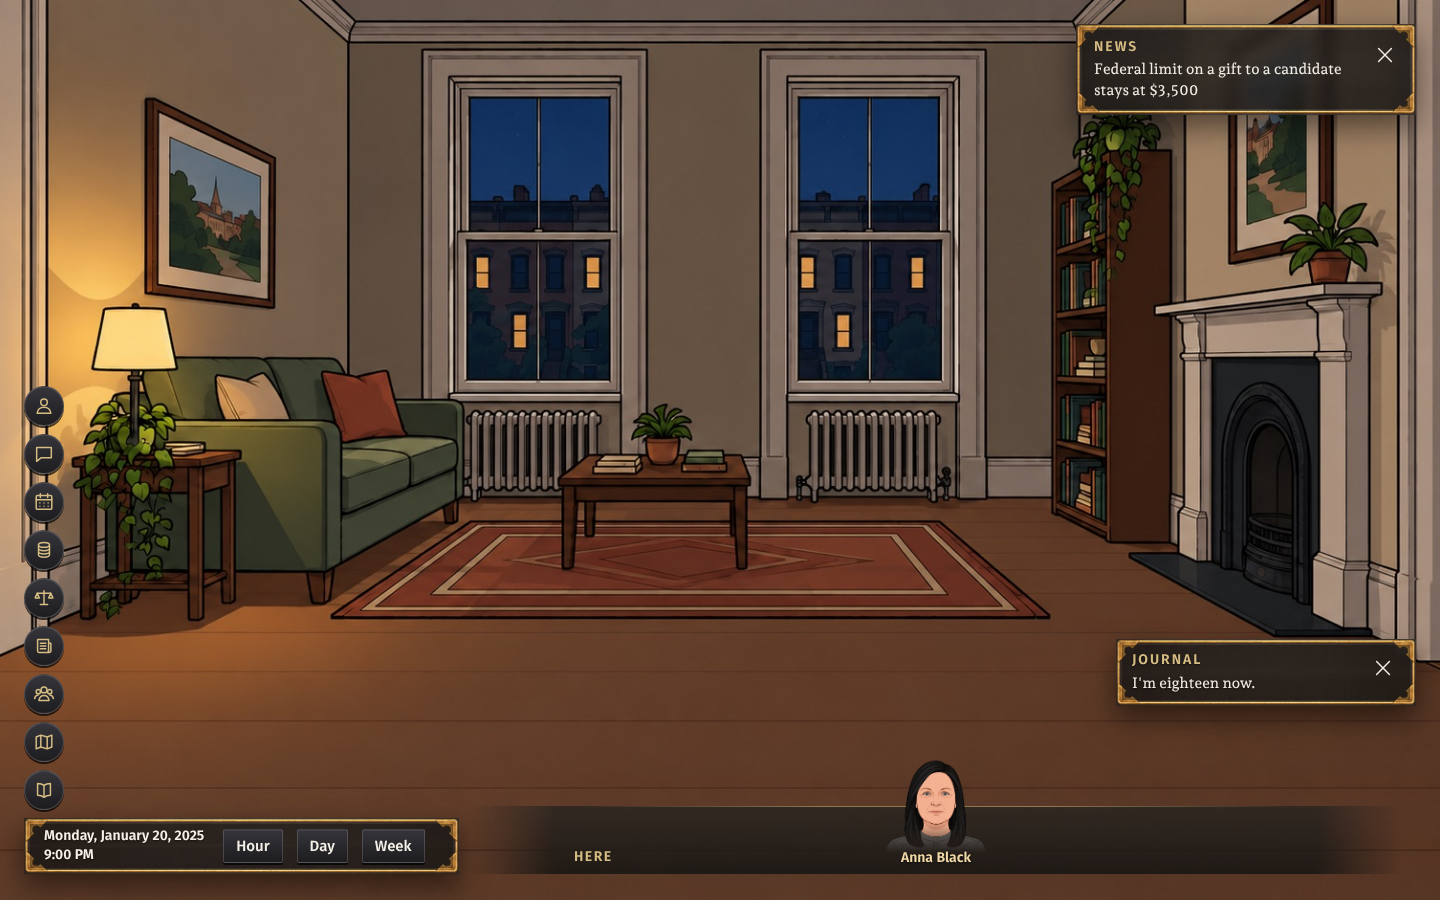 NEWS
Federal limit on a gift to a candidate
stays at $3,500
JOURNAL
I'm eighteen now.
Monday, January 20, 2025
9:00 PM
Hour
Day
Week
HERE
Anna Black